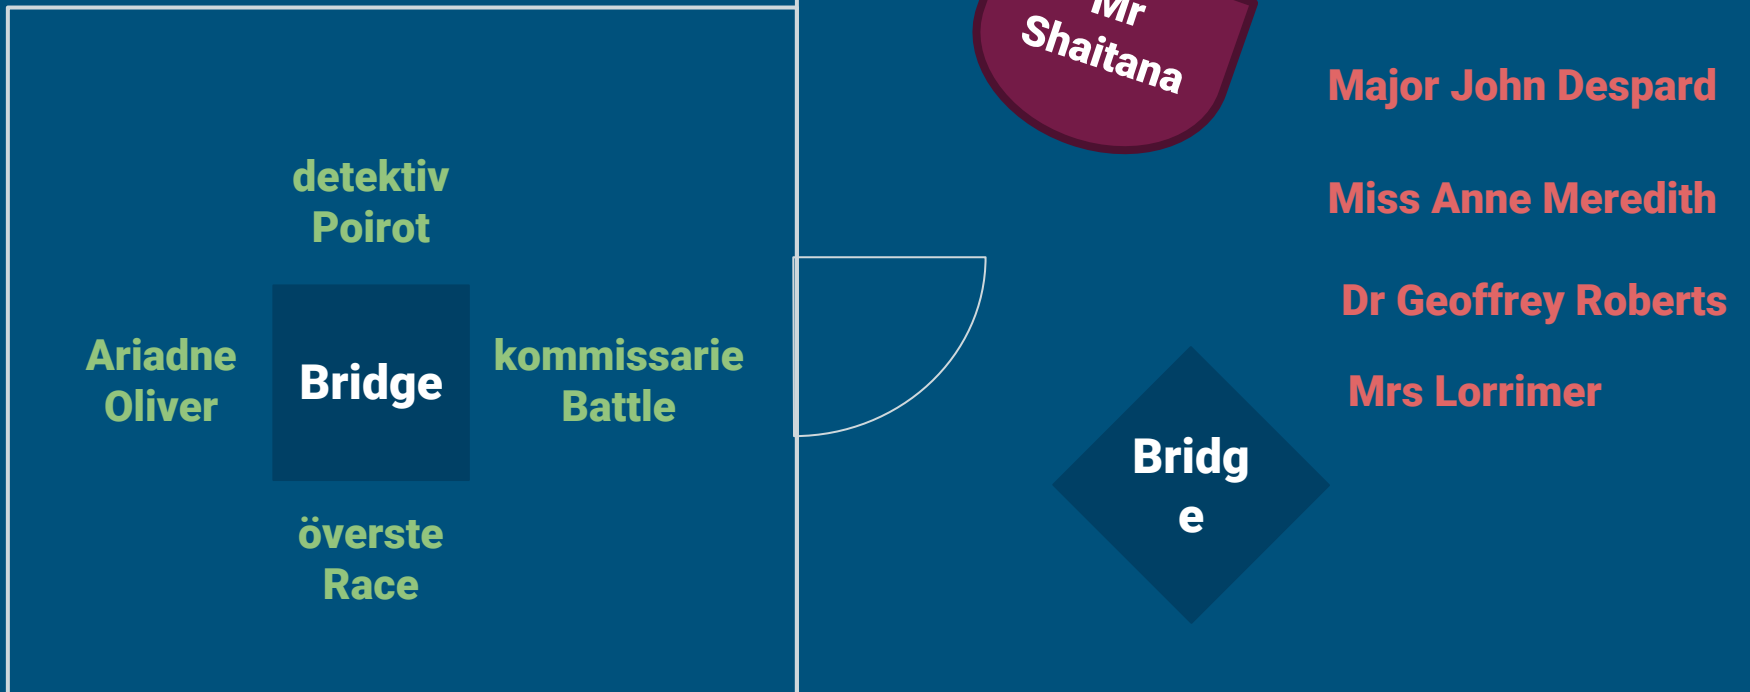 detektiv
Poirot
Ariadne
Oliver
Bridge
kommissarie
Battle
överste
Race
Mr
Shaitana
Major John Despard
Miss Anne Meredith
Dr Geoffrey Roberts
Mrs Lorrimer
Bridg
e